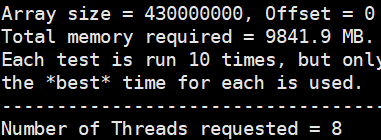 Array size = 430000000, Offset = 0
Total memory required = 9841.9 MB.
Each test is run 10 times, but only
the *best* time for each is used.
--------------------------------------
Number of Threads requested = 8